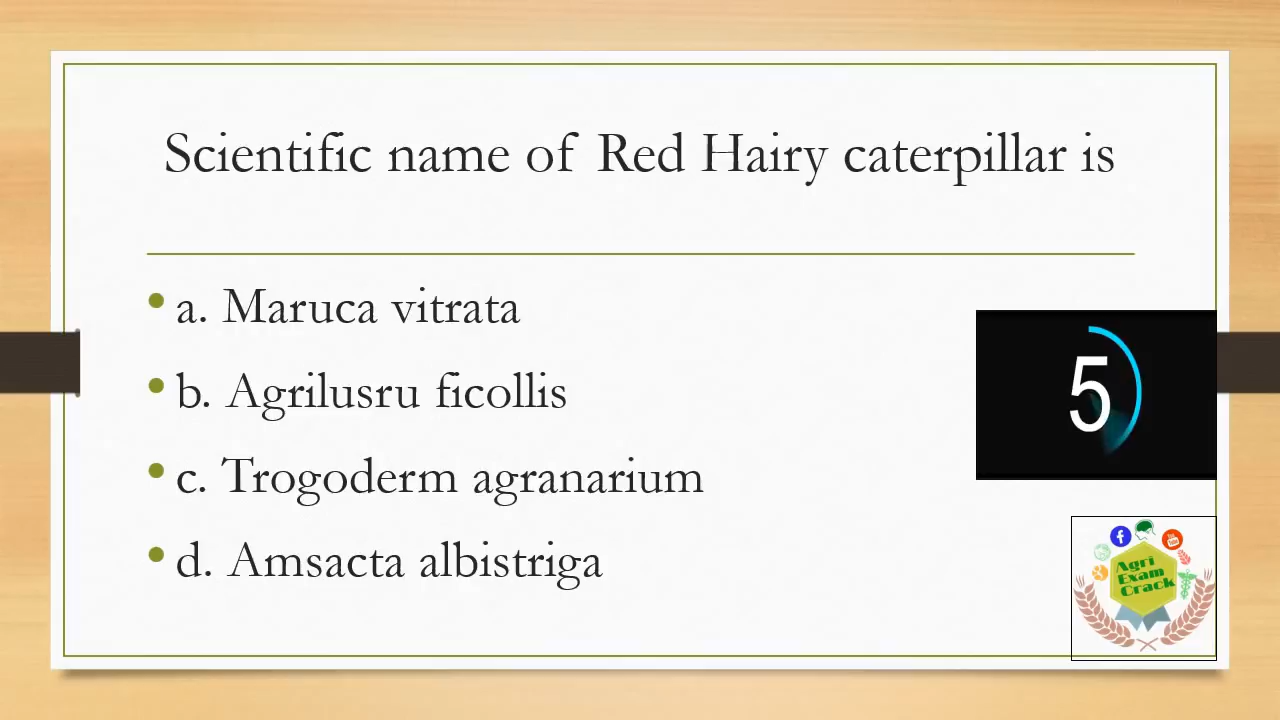 Scientific name of Red Hairy caterpillar is
a. Maruca vitrata
b. Agrilusru ficollis
5
c. Trogoderm agranarium
d. Amsacta albistriga
Agri
Exam
Crack